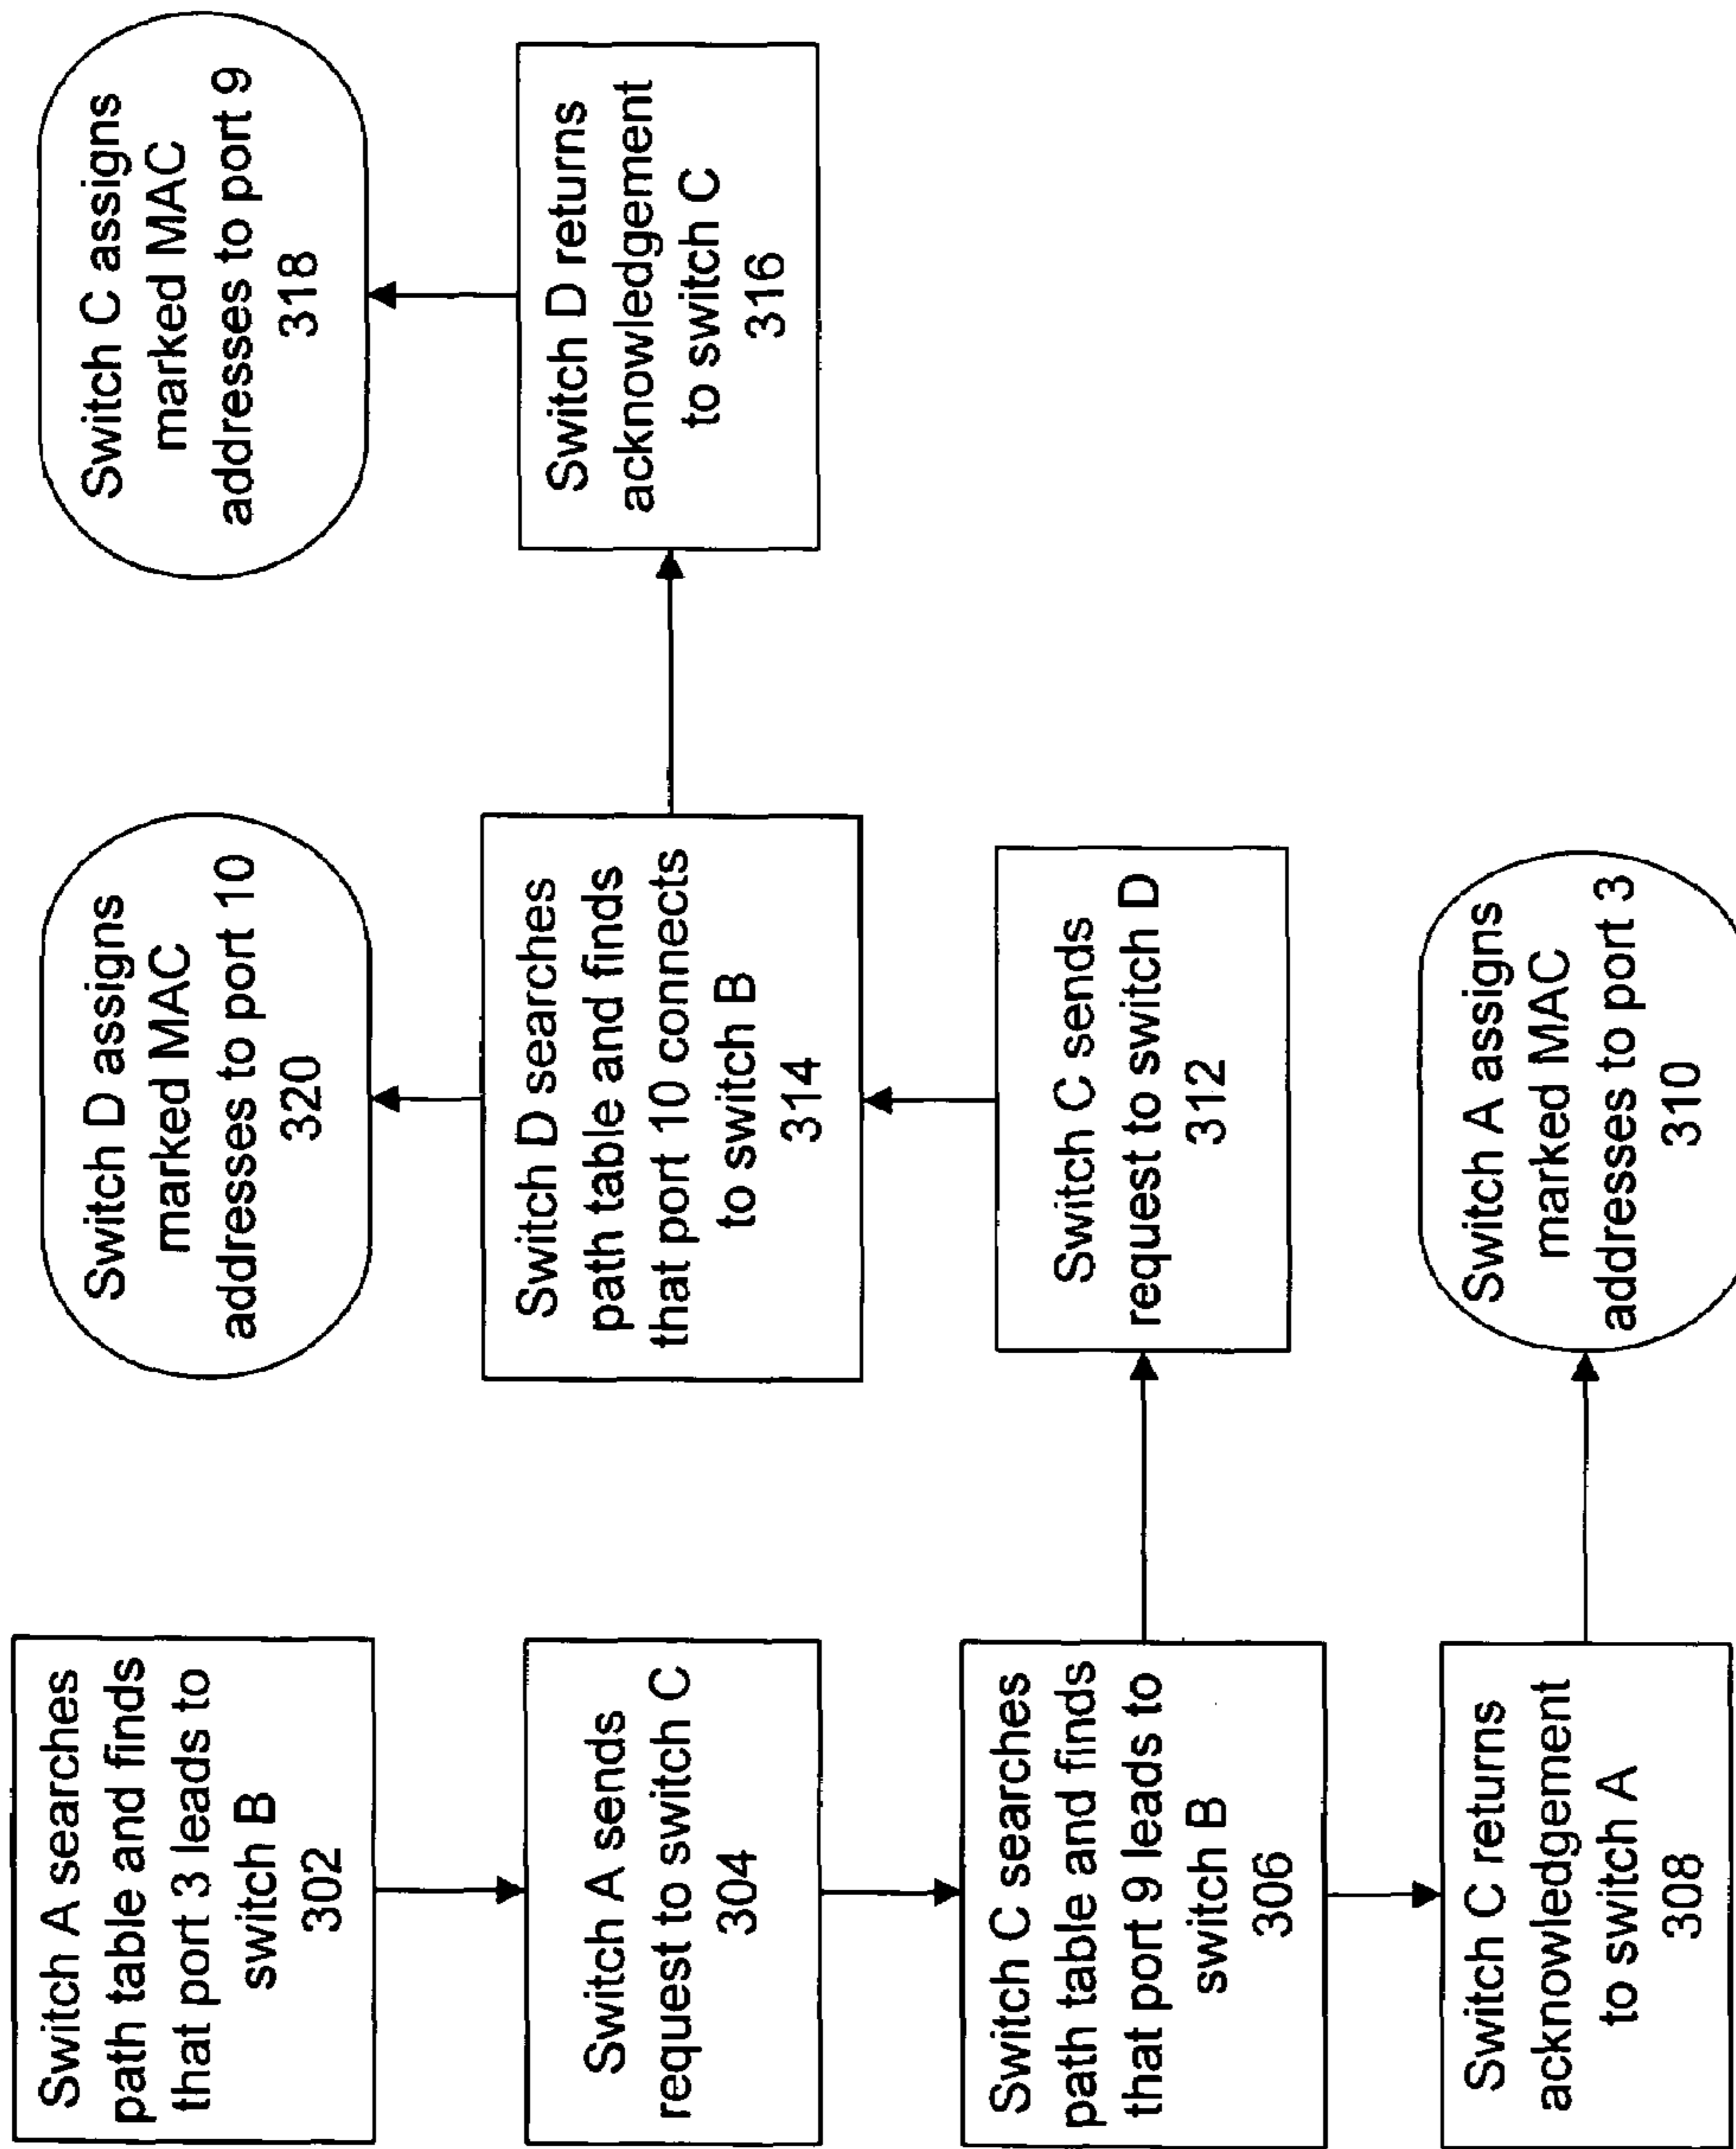 Switch A searches
path table and finds
that port 3 leads to
switch B
302
Switch A sends
request to switch C
304
Switch C searches
path table and finds
that port 9 leads to
switch B
306
Switch C returns
acknowledgement
to switch A
308
Switch A assigns
marked MAC
addresses to port 3
310
Switch C sends
request to switch D
312
Switch D searches
path table and finds
that port 10 connects
to switch B
314
Switch D returns
acknowledgement
to switch C
316
Switch C assigns
marked MAC
addresses to port 9
318
Switch D assigns
marked MAC
addresses to port 10
320